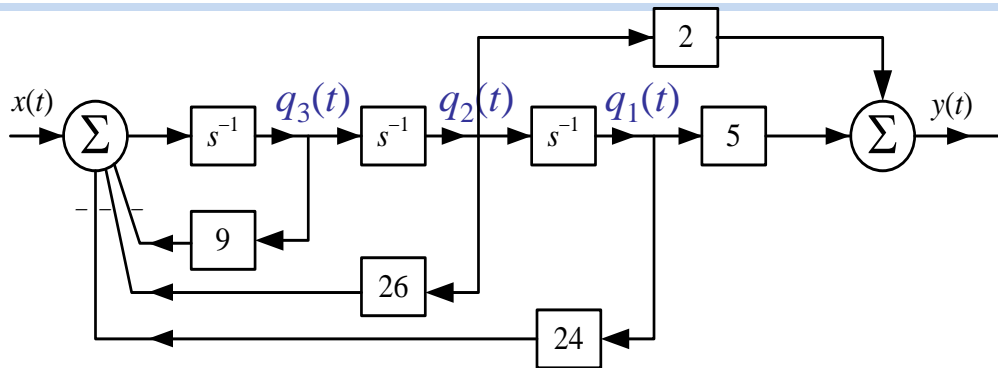 2
x(t)
q₃(t)
q₂(t)
q₁(t)
y(t)
Σ
s⁻¹
s⁻¹
s⁻¹
5
Σ
− − −
9
26
24